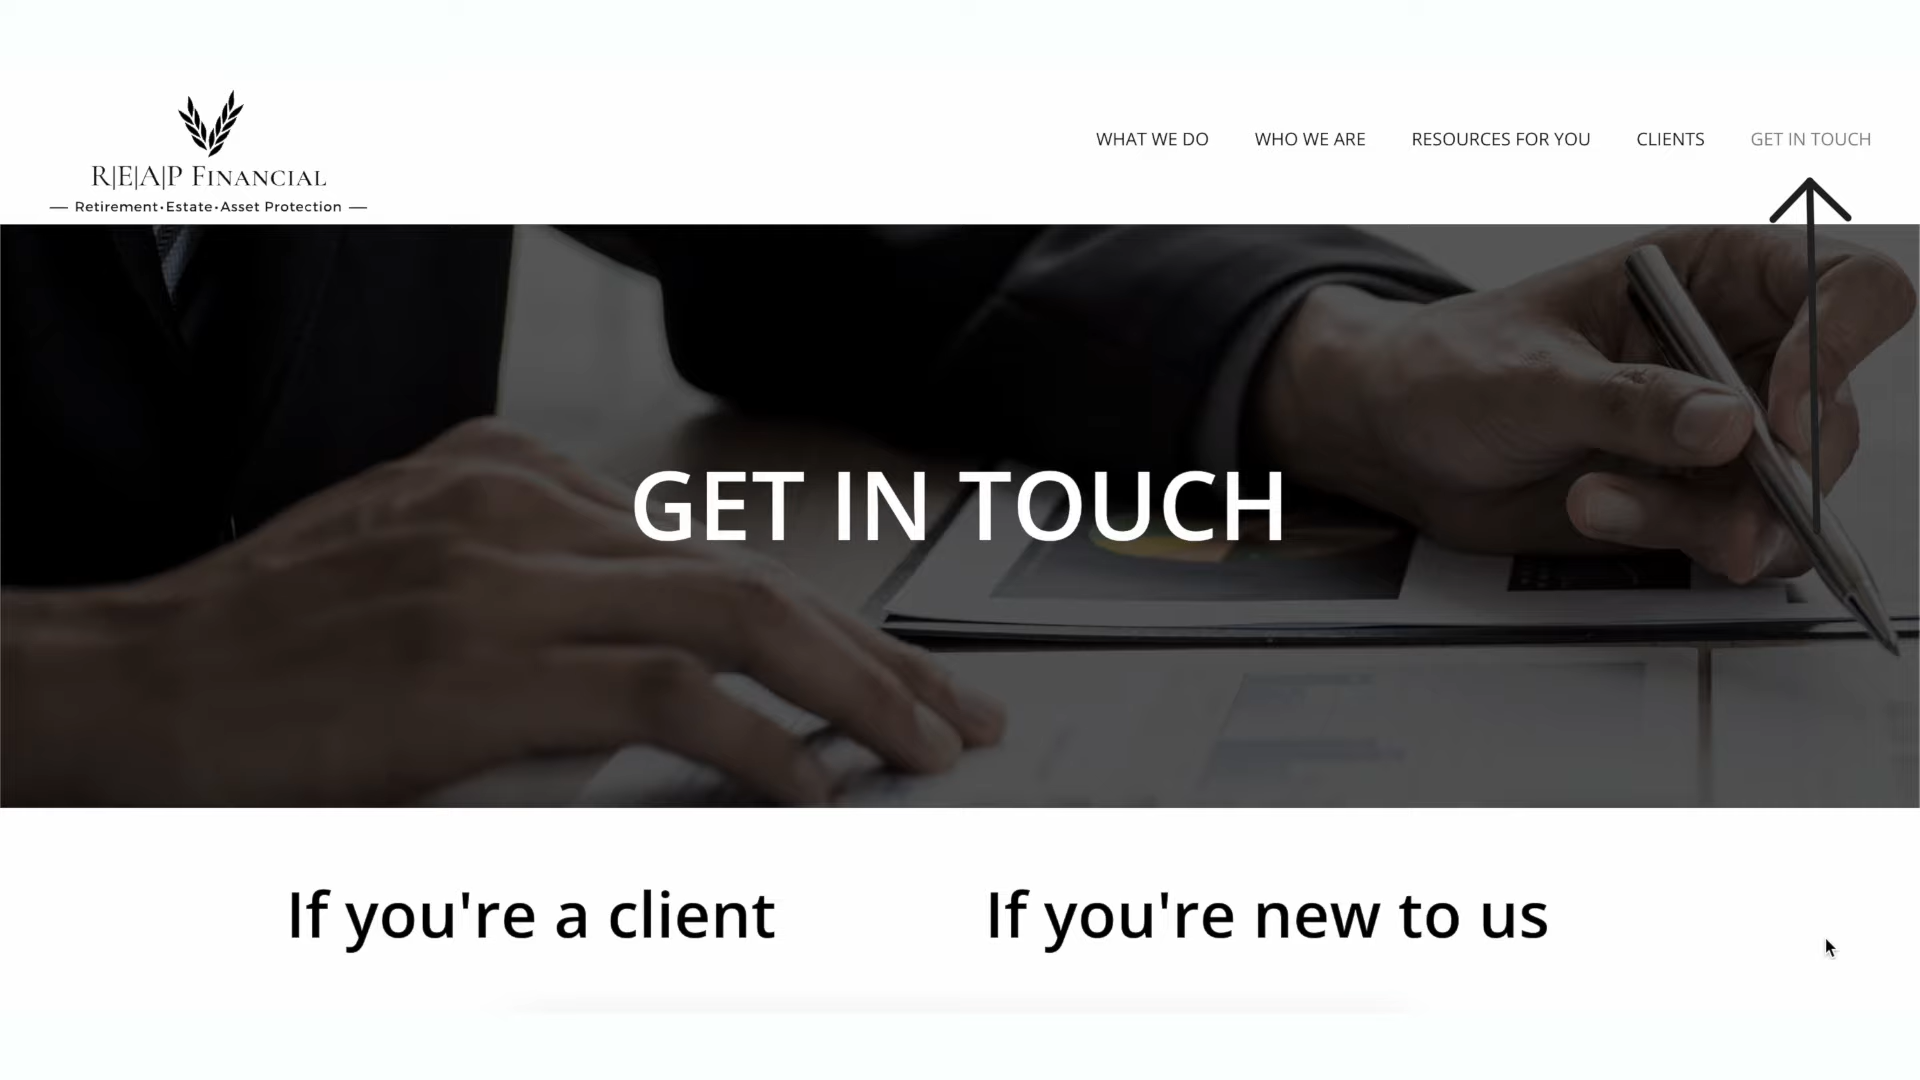 R|E|A|P FINANCIAL
— Retirement·Estate·Asset Protection —
WHAT WE DO
WHO WE ARE
RESOURCES FOR YOU
CLIENTS
GET IN TOUCH
GET IN TOUCH
If you're a client
If you're new to us